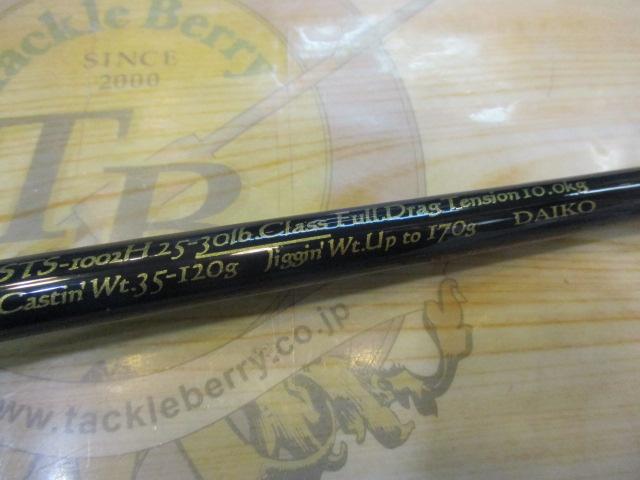 Tackle Berry
SINCE
2000
TB
STS-1002H 25-30lb Class Full Drag Tension 10.0kg
Castin' Wt.35-120g Jiggin' Wt.Up to 170g DAIKO
www.tackleberry.co.jp